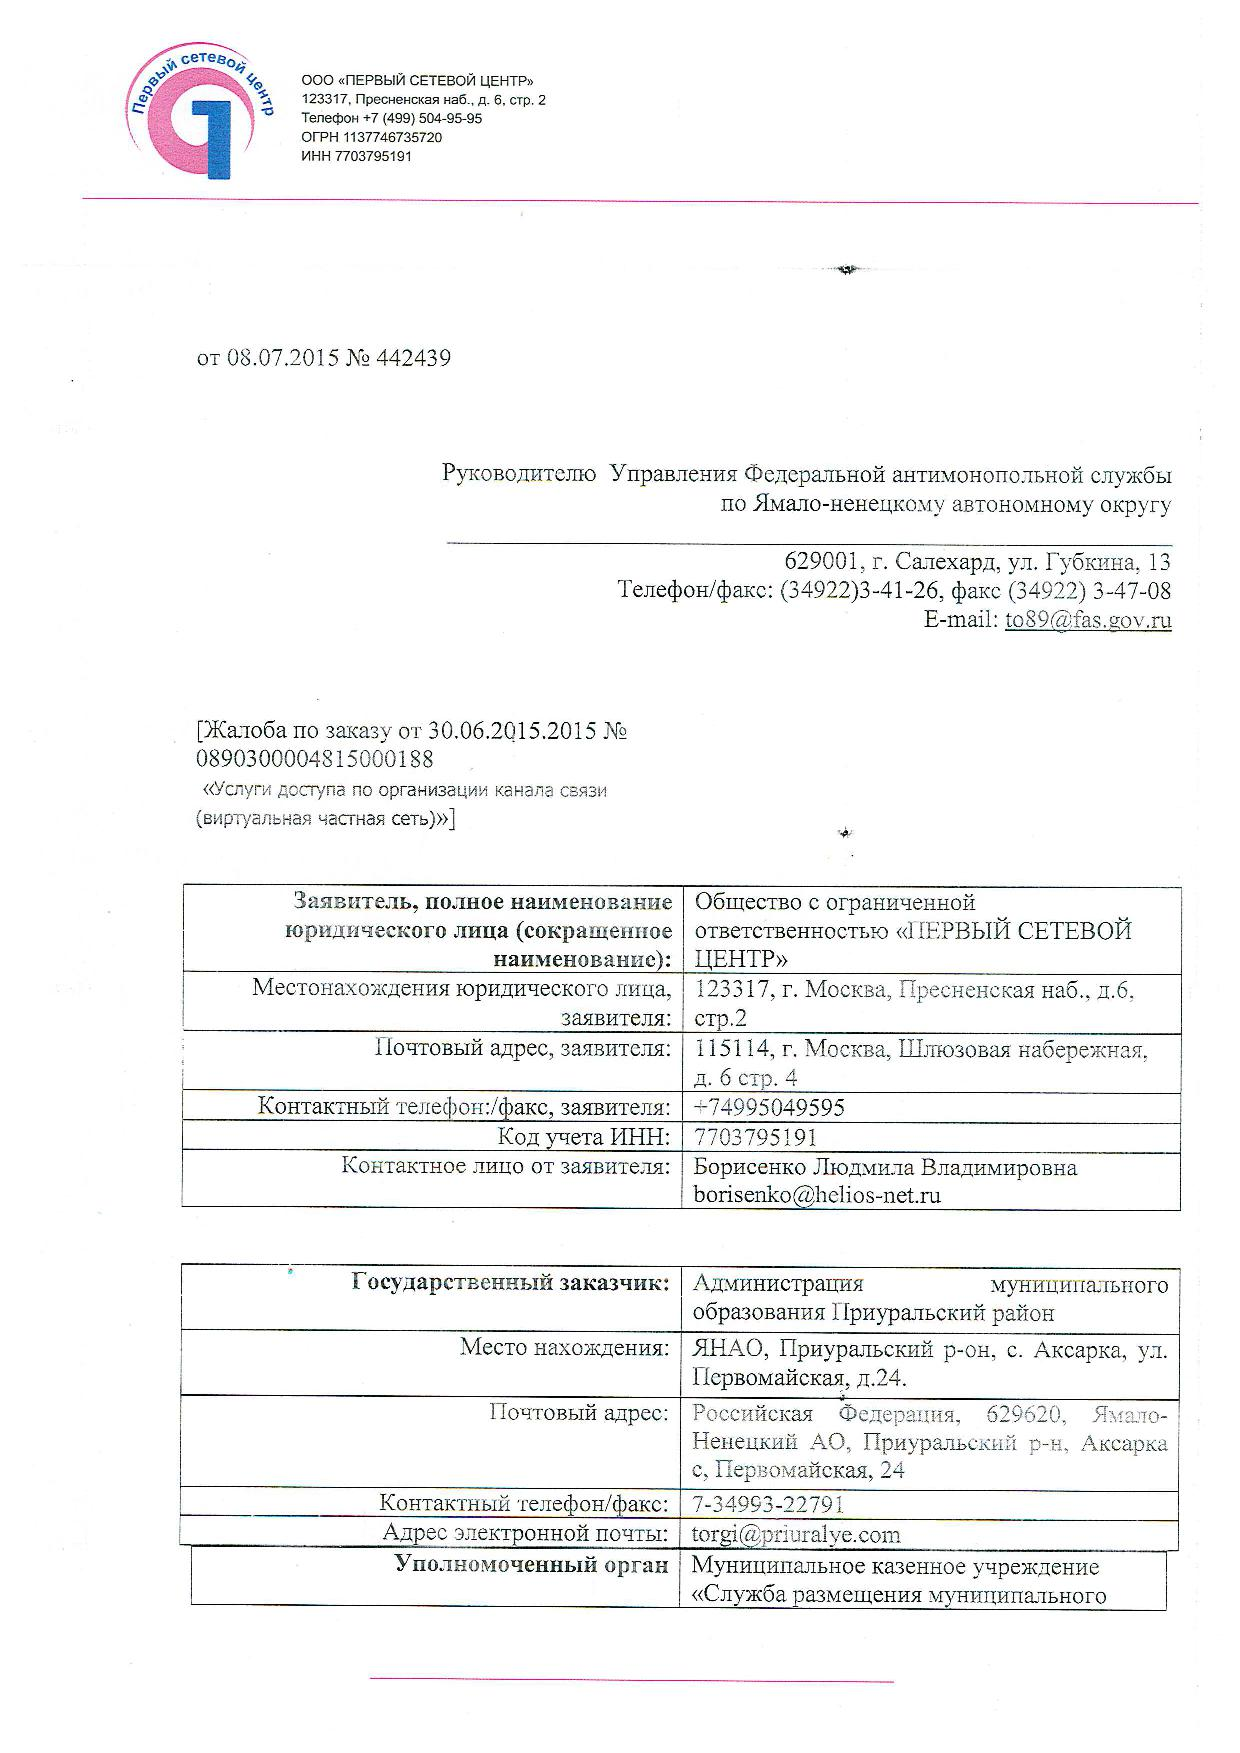 Первый сетевой центр
ООО «ПЕРВЫЙ СЕТЕВОЙ ЦЕНТР»
123317, Пресненская наб., д. 6, стр. 2
Телефон +7 (499) 504-95-95
ОГРН 1137746735720
ИНН 7703795191
от 08.07.2015 № 442439
Руководителю Управления Федеральной антимонопольной службы
по Ямало-ненецкому автономному округу
629001, г. Салехард, ул. Губкина, 13
Телефон/факс: (34922)3-41-26, факс (34922) 3-47-08
E-mail: to89@fas.gov.ru
[Жалоба по заказу от 30.06.2015.2015 №
0890300004815000188
«Услуги доступа по организации канала связи
(виртуальная частная сеть)»]
Заявитель, полное наименование
юридического лица (сокращенное
наименование):
Общество с ограниченной
ответственностью «ПЕРВЫЙ СЕТЕВОЙ
ЦЕНТР»
Местонахождения юридического лица,
заявителя:
123317, г. Москва, Пресненская наб., д.6,
стр.2
Почтовый адрес, заявителя:
115114, г. Москва, Шлюзовая набережная,
д. 6 стр. 4
Контактный телефон:/факс, заявителя:
+74995049595
Код учета ИНН:
7703795191
Контактное лицо от заявителя:
Борисенко Людмила Владимировна
borisenko@helios-net.ru
Государственный заказчик:
Администрация муниципального
образования Приуральский район
Место нахождения:
ЯНАО, Приуральский р-он, с. Аксарка, ул.
Первомайская, д.24.
Почтовый адрес:
Российская Федерация, 629620, Ямало-
Ненецкий АО, Приуральский р-н, Аксарка
с, Первомайская, 24
Контактный телефон/факс:
7-34993-22791
Адрес электронной почты:
torgi@priuralye.com
Уполномоченный орган
Муниципальное казенное учреждение
«Служба размещения муниципального